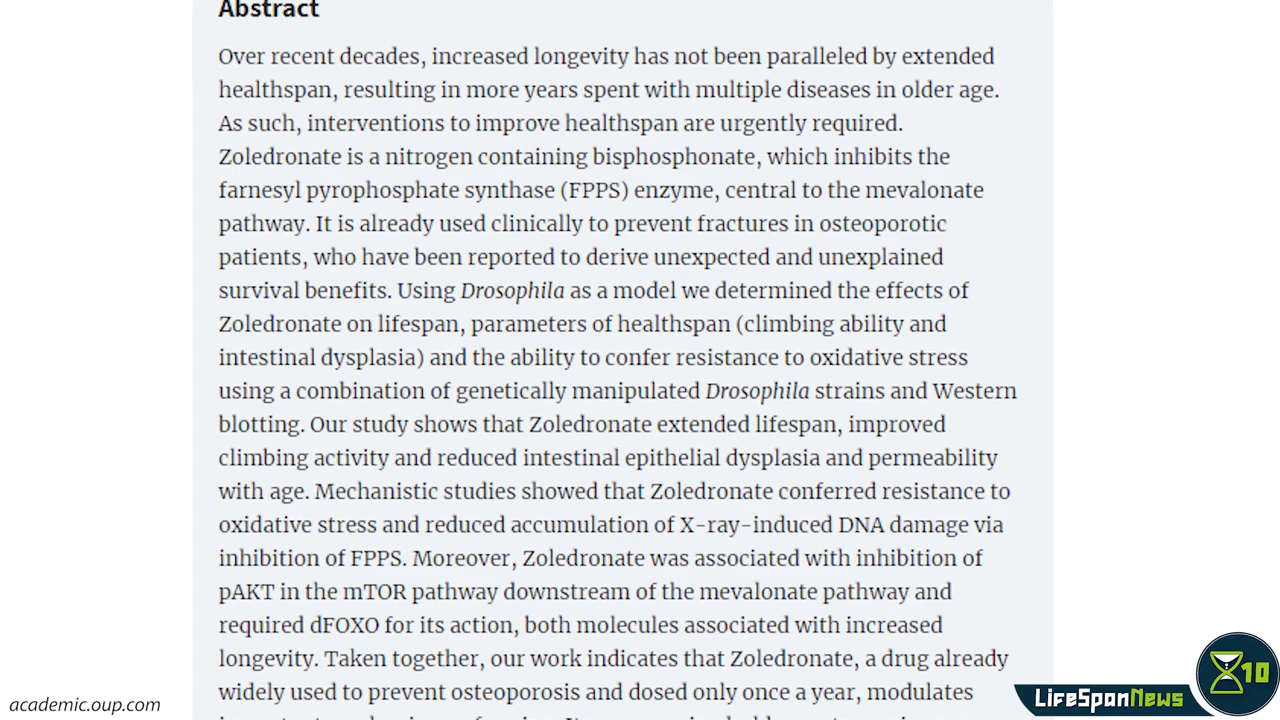 Abstract
Over recent decades, increased longevity has not been paralleled by extended
healthspan, resulting in more years spent with multiple diseases in older age.
As such, interventions to improve healthspan are urgently required.
Zoledronate is a nitrogen containing bisphosphonate, which inhibits the
farnesyl pyrophosphate synthase (FPPS) enzyme, central to the mevalonate
pathway. It is already used clinically to prevent fractures in osteoporotic
patients, who have been reported to derive unexpected and unexplained
survival benefits. Using Drosophila as a model we determined the effects of
Zoledronate on lifespan, parameters of healthspan (climbing ability and
intestinal dysplasia) and the ability to confer resistance to oxidative stress
using a combination of genetically manipulated Drosophila strains and Western
blotting. Our study shows that Zoledronate extended lifespan, improved
climbing activity and reduced intestinal epithelial dysplasia and permeability
with age. Mechanistic studies showed that Zoledronate conferred resistance to
oxidative stress and reduced accumulation of X-ray-induced DNA damage via
inhibition of FPPS. Moreover, Zoledronate was associated with inhibition of
pAKT in the mTOR pathway downstream of the mevalonate pathway and
required dFOXO for its action, both molecules associated with increased
longevity. Taken together, our work indicates that Zoledronate, a drug already
widely used to prevent osteoporosis and dosed only once a year, modulates
academic.oup.com
LifeSpanNews
10